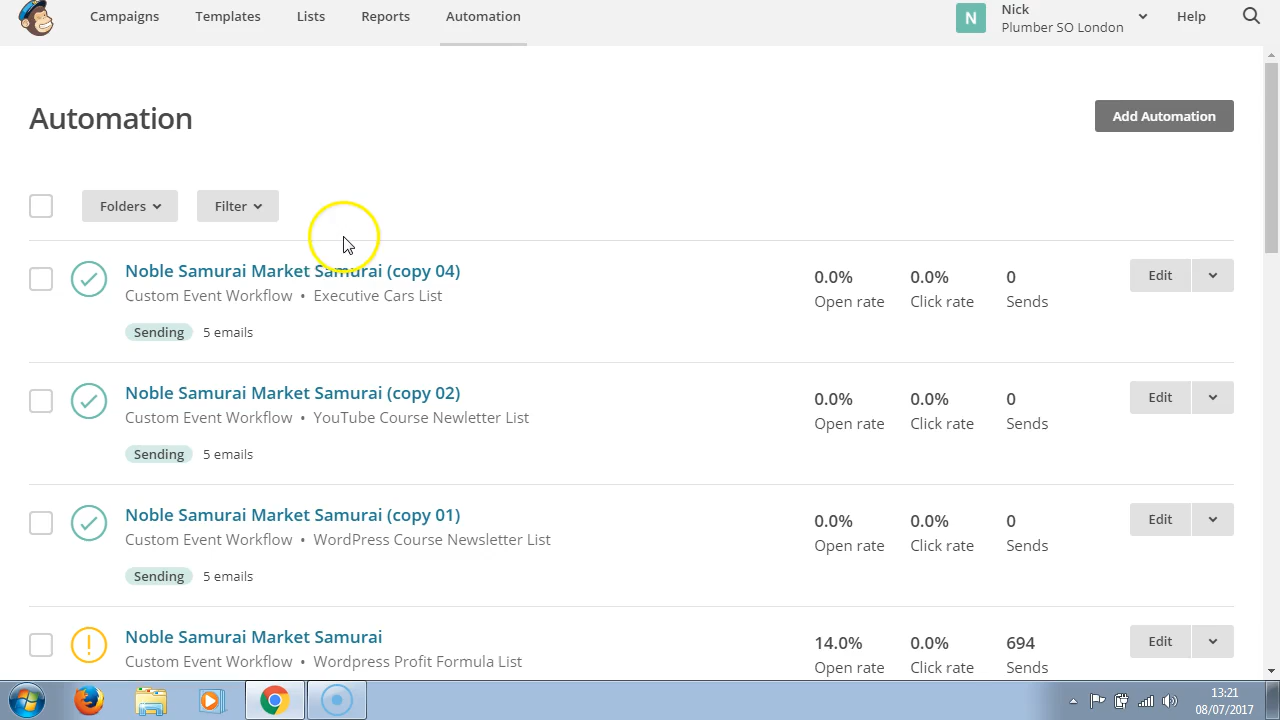 Campaigns Templates Lists Reports Automation
N
Nick
Plumber SO London
Help
Automation
Add Automation
Folders
Filter
Noble Samurai Market Samurai (copy 04)
Custom Event Workflow • Executive Cars List
Sending 5 emails
0.0% 0.0% 0
Open rate Click rate Sends
Edit
Noble Samurai Market Samurai (copy 02)
Custom Event Workflow • YouTube Course Newletter List
Sending 5 emails
0.0% 0.0% 0
Open rate Click rate Sends
Edit
Noble Samurai Market Samurai (copy 01)
Custom Event Workflow • WordPress Course Newsletter List
Sending 5 emails
0.0% 0.0% 0
Open rate Click rate Sends
Edit
Noble Samurai Market Samurai
Custom Event Workflow • Wordpress Profit Formula List
14.0% 0.0% 694
Open rate Click rate Sends
Edit
13:21
08/07/2017